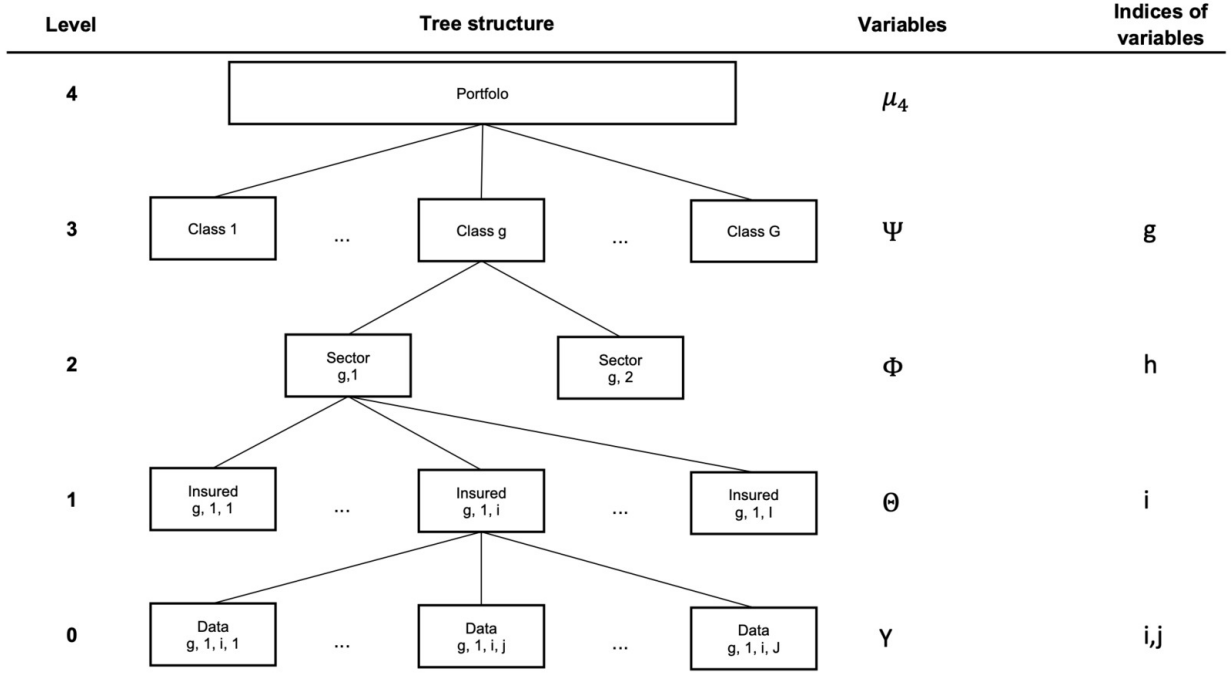 Level Tree structure Variables Indices of
variables
4 Portfolo μ₄
3 Class 1 ... Class g ... Class G Ψ g
2 Sector Sector Φ h
g,1 g, 2
1 Insured ... Insured ... Insured Θ i
g, 1, 1 g, 1, i g, 1, I
0 Data ... Data ... Data Y i,j
g, 1, i, 1 g, 1, i, j g, 1, i, J